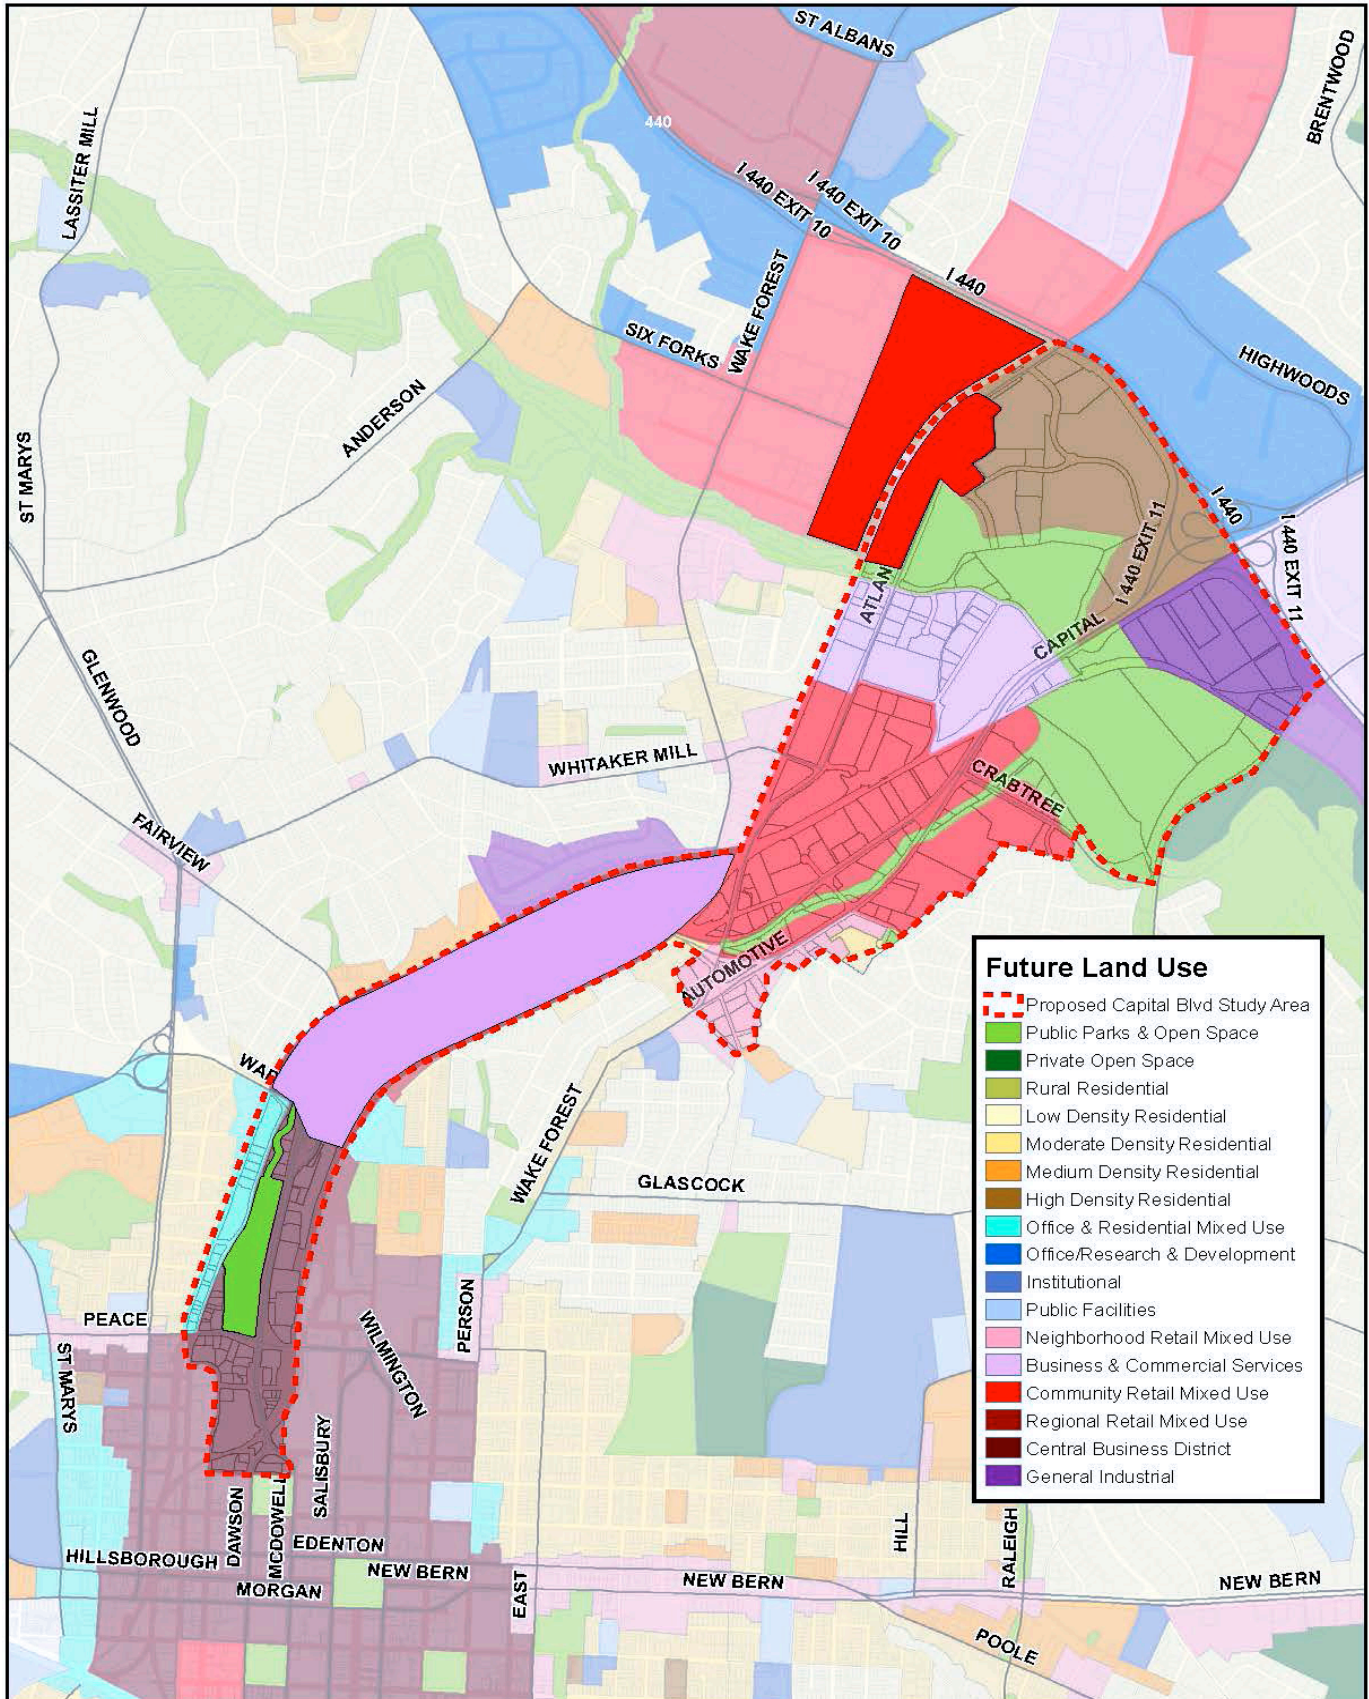 ST ALBANS
BRENTWOOD
LASSITER MILL
440
I 440 EXIT 10
I 440 EXIT 10
I 440
WAKE FOREST
SIX FORKS
HIGHWOODS
ANDERSON
ST MARYS
I 440
I 440 EXIT 11
I 440 EXIT 11
ATLAN
CAPITAL
GLENWOOD
WHITAKER MILL
CRABTREE
FAIRVIEW
AUTOMOTIVE
WAKE FOREST
GLASCOCK
PEACE
ST MARYS
PERSON
WILMINGTON
SALISBURY
DAWSON
MCDOWELL
EDENTON
HILLSBOROUGH
NEW BERN
MORGAN
EAST
NEW BERN
HILL
RALEIGH
NEW BERN
POOLE
Future Land Use
Proposed Capital Blvd Study Area
Public Parks & Open Space
Private Open Space
Rural Residential
Low Density Residential
Moderate Density Residential
Medium Density Residential
High Density Residential
Office & Residential Mixed Use
Office/Research & Development
Institutional
Public Facilities
Neighborhood Retail Mixed Use
Business & Commercial Services
Community Retail Mixed Use
Regional Retail Mixed Use
Central Business District
General Industrial